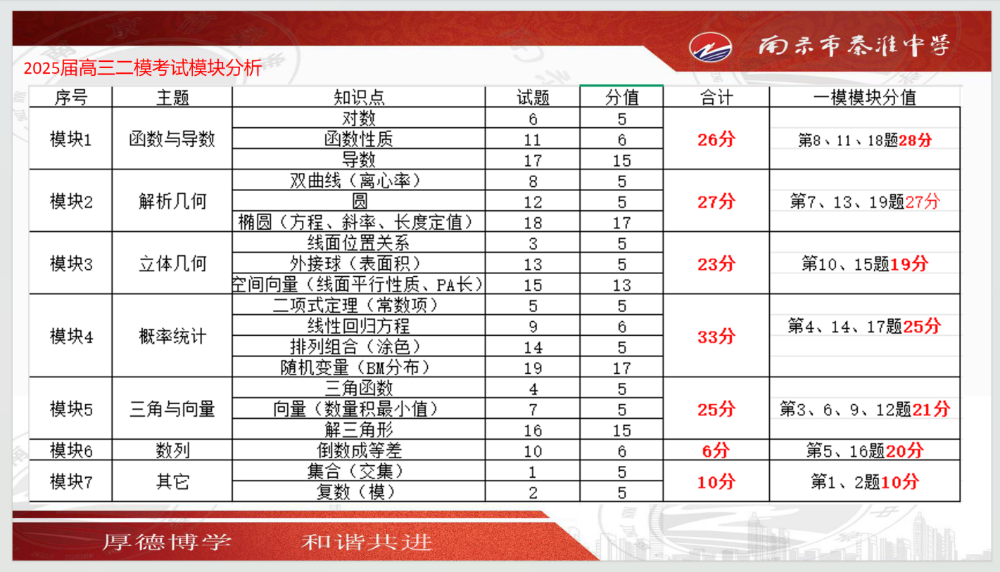 南京市秦淮中学
2025届高三二模考试模块分析
序号 主题 知识点 试题 分值 合计 一模模块分值
模块1 函数与导数 对数 6 5 26分 第8、11、18题28分
函数性质 11 6
导数 17 15
模块2 解析几何 双曲线（离心率） 8 5 27分 第7、13、19题27分
圆 12 5
椭圆（方程、斜率、长度定值） 18 17
模块3 立体几何 线面位置关系 3 5 23分 第10、15题19分
外接球（表面积） 13 5
空间向量（线面平行性质、PA长） 15 13
模块4 概率统计 二项式定理（常数项） 5 5 33分 第4、14、17题25分
线性回归方程 9 6
排列组合（涂色） 14 5
随机变量（BM分布） 19 17
模块5 三角与向量 三角函数 4 5 25分 第3、6、9、12题21分
向量（数量积最小值） 7 5
解三角形 16 15
模块6 数列 倒数成等差 10 6 6分 第5、16题20分
模块7 其它 集合（交集） 1 5 10分 第1、2题10分
复数（模） 2 5
厚德博学 和谐共进